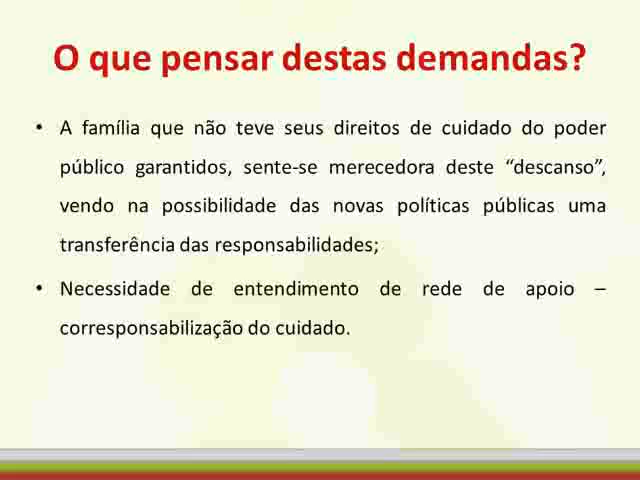 O que pensar destas demandas?
• A família que não teve seus direitos de cuidado do poder
público garantidos, sente-se merecedora deste “descanso”,
vendo na possibilidade das novas políticas públicas uma
transferência das responsabilidades;
• Necessidade de entendimento de rede de apoio –
corresponsabilização do cuidado.